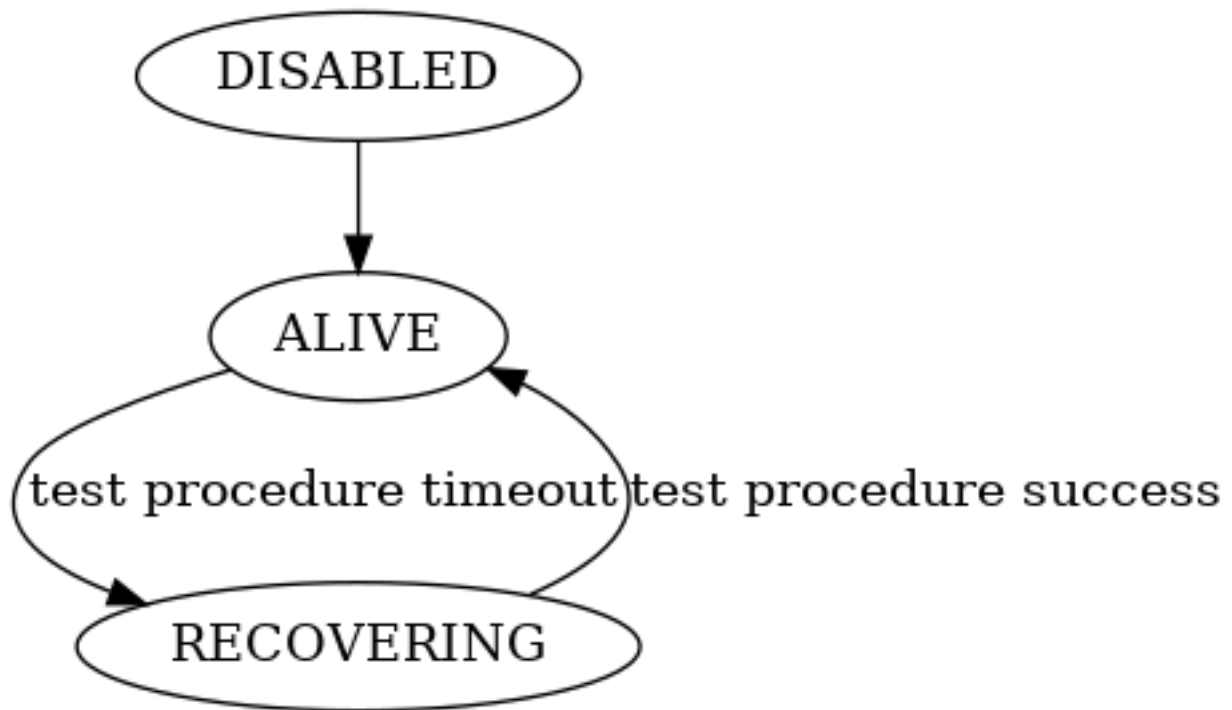 DISABLED
ALIVE
test procedure timeout
test procedure success
RECOVERING